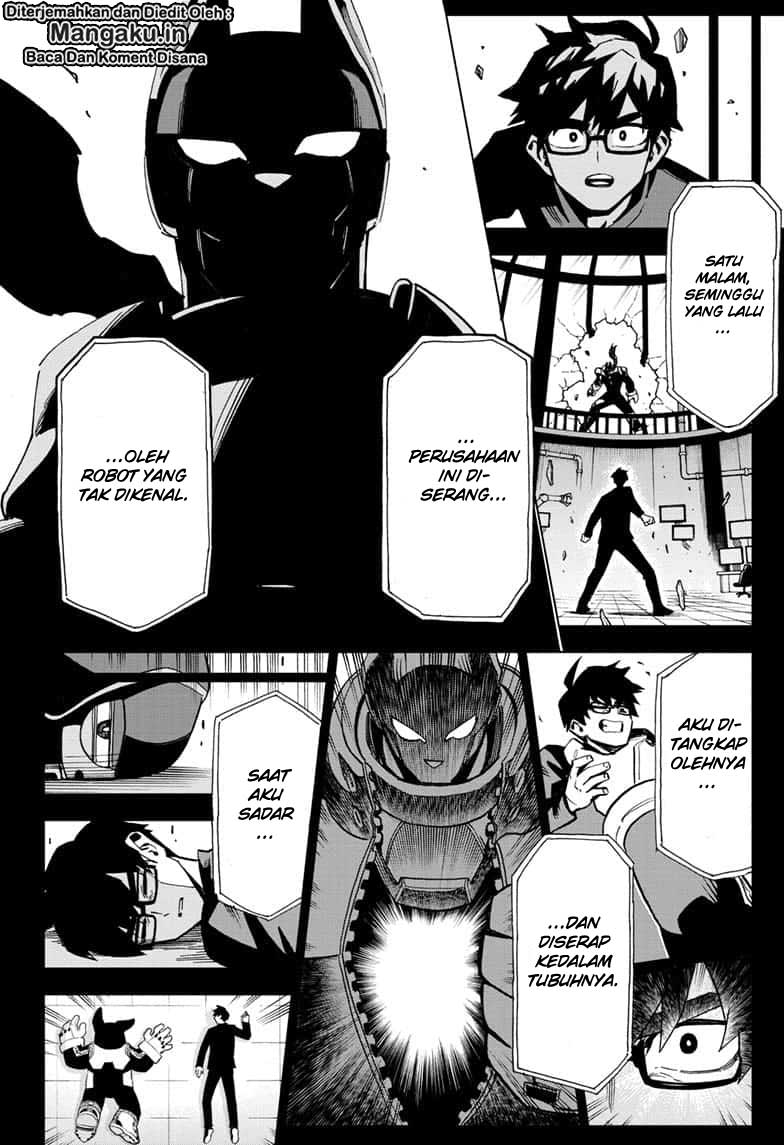 Diterjemahkan dan Diedit Oleh :
Mangaku.in
Baca Dan Koment Disana
SATU
MALAM,
SEMINGGU
YANG LALU
...
...
PERUSAHAAN
INI DI-
SERANG...
...OLEH
ROBOT YANG
TAK DIKENAL.
AKU DI-
TANGKAP
OLEHNYA
...
...DAN
DISERAP
KEDALAM
TUBUHNYA.
SAAT
AKU
SADAR
...